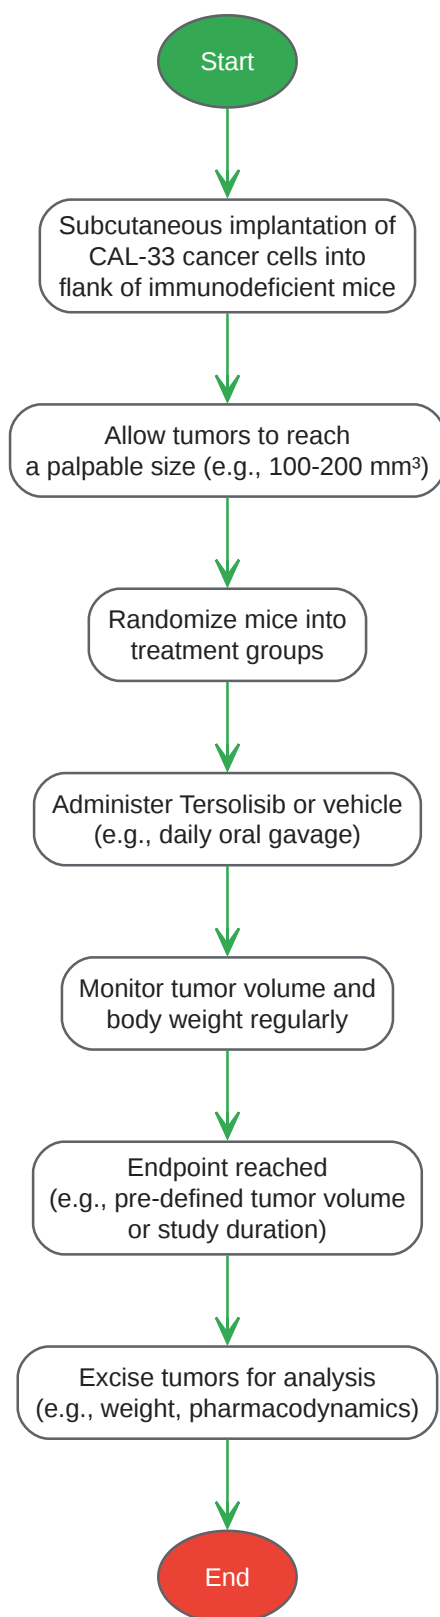 Start
Subcutaneous implantation of
CAL-33 cancer cells into
flank of immunodeficient mice
Allow tumors to reach
a palpable size (e.g., 100-200 mm³)
Randomize mice into
treatment groups
Administer Tersolisib or vehicle
(e.g., daily oral gavage)
Monitor tumor volume and
body weight regularly
Endpoint reached
(e.g., pre-defined tumor volume
or study duration)
Excise tumors for analysis
(e.g., weight, pharmacodynamics)
End